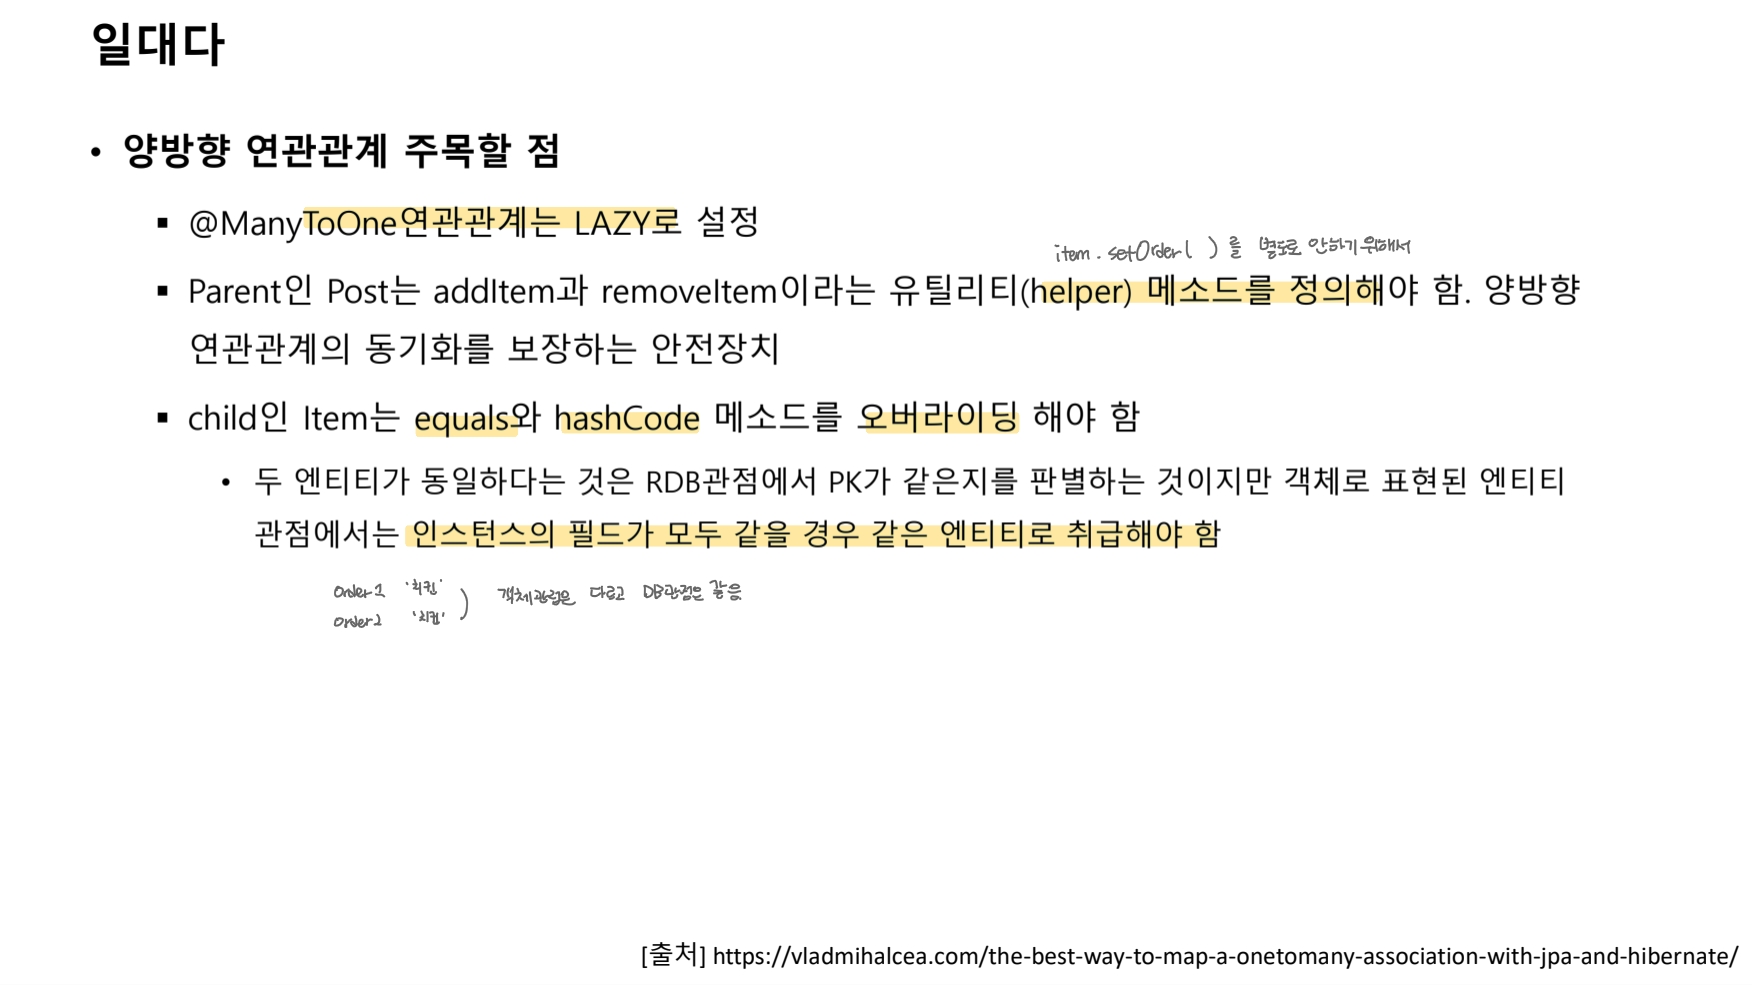 일대다
• 양방향 연관관계 주목할 점
▪ @ManyToOne연관관계는 LAZY로 설정
item.setOrder( )를 별도로 안하기 위해서
▪ Parent인 Post는 addItem과 removeItem이라는 유틸리티(helper) 메소드를 정의해야 함. 양방향
연관관계의 동기화를 보장하는 안전장치
▪ child인 Item는 equals와 hashCode 메소드를 오버라이딩 해야 함
• 두 엔티티가 동일하다는 것은 RDB관점에서 PK가 같은지를 판별하는 것이지만 객체로 표현된 엔티티
관점에서는 인스턴스의 필드가 모두 같을 경우 같은 엔티티로 취급해야 함
order1 '치킨' ) 객체관점은 다르고 DB관점은 같음
order2 '치킨'
[출처] https://vladmihalcea.com/the-best-way-to-map-a-onetomany-association-with-jpa-and-hibernate/